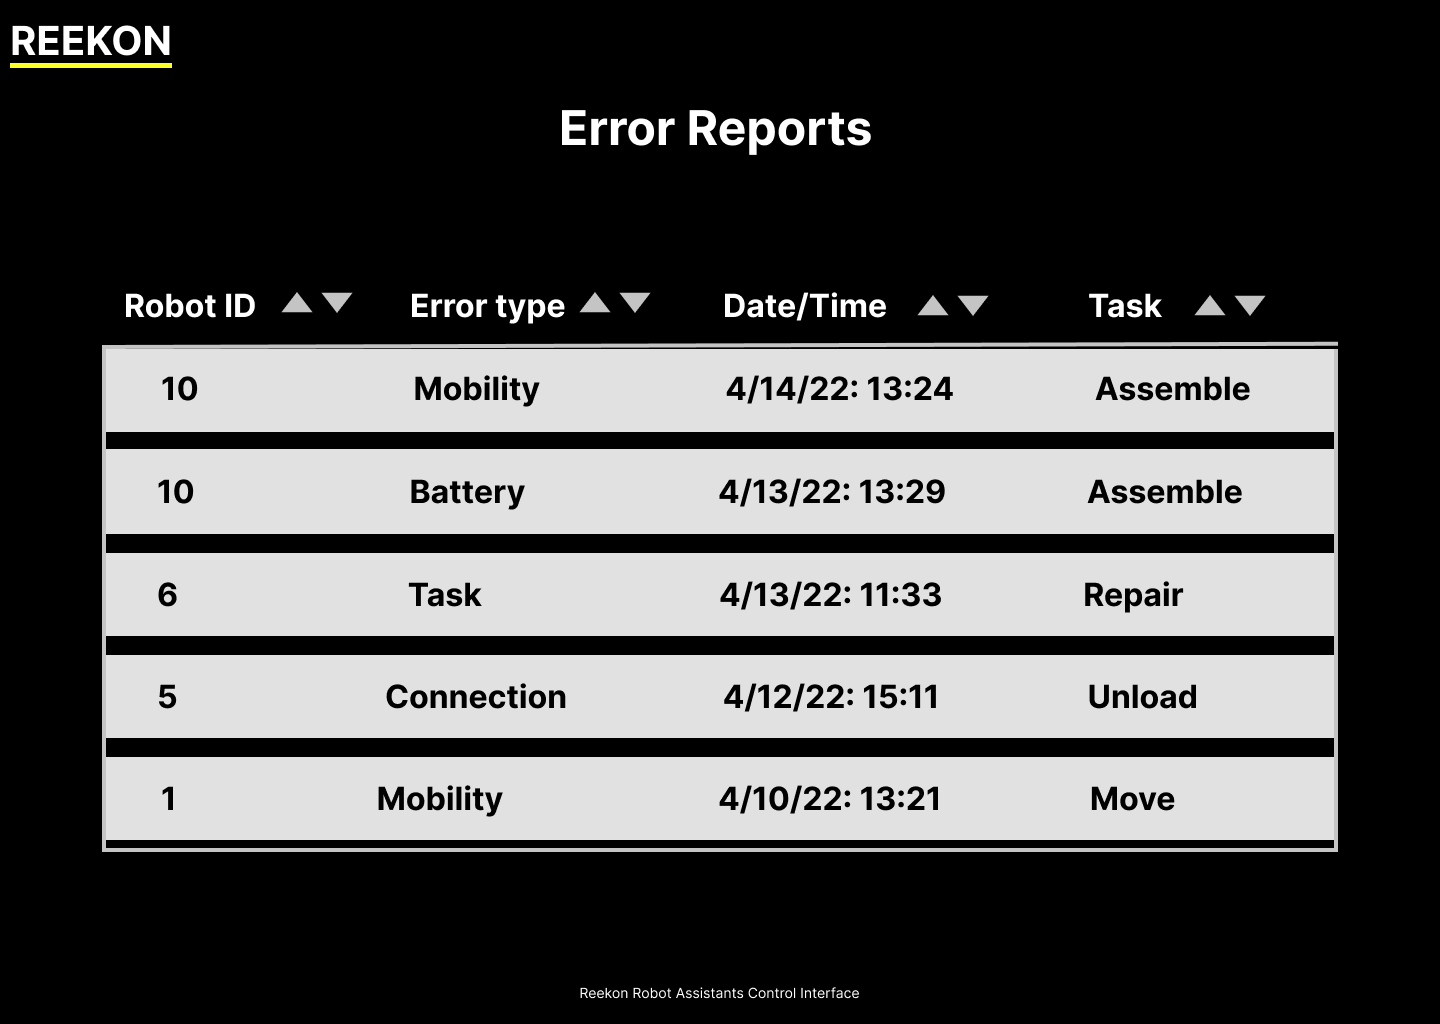 REEKON
Error Reports
Robot ID Error type Date/Time Task
10 Mobility 4/14/22: 13:24 Assemble
10 Battery 4/13/22: 13:29 Assemble
6 Task 4/13/22: 11:33 Repair
5 Connection 4/12/22: 15:11 Unload
1 Mobility 4/10/22: 13:21 Move
Reekon Robot Assistants Control Interface